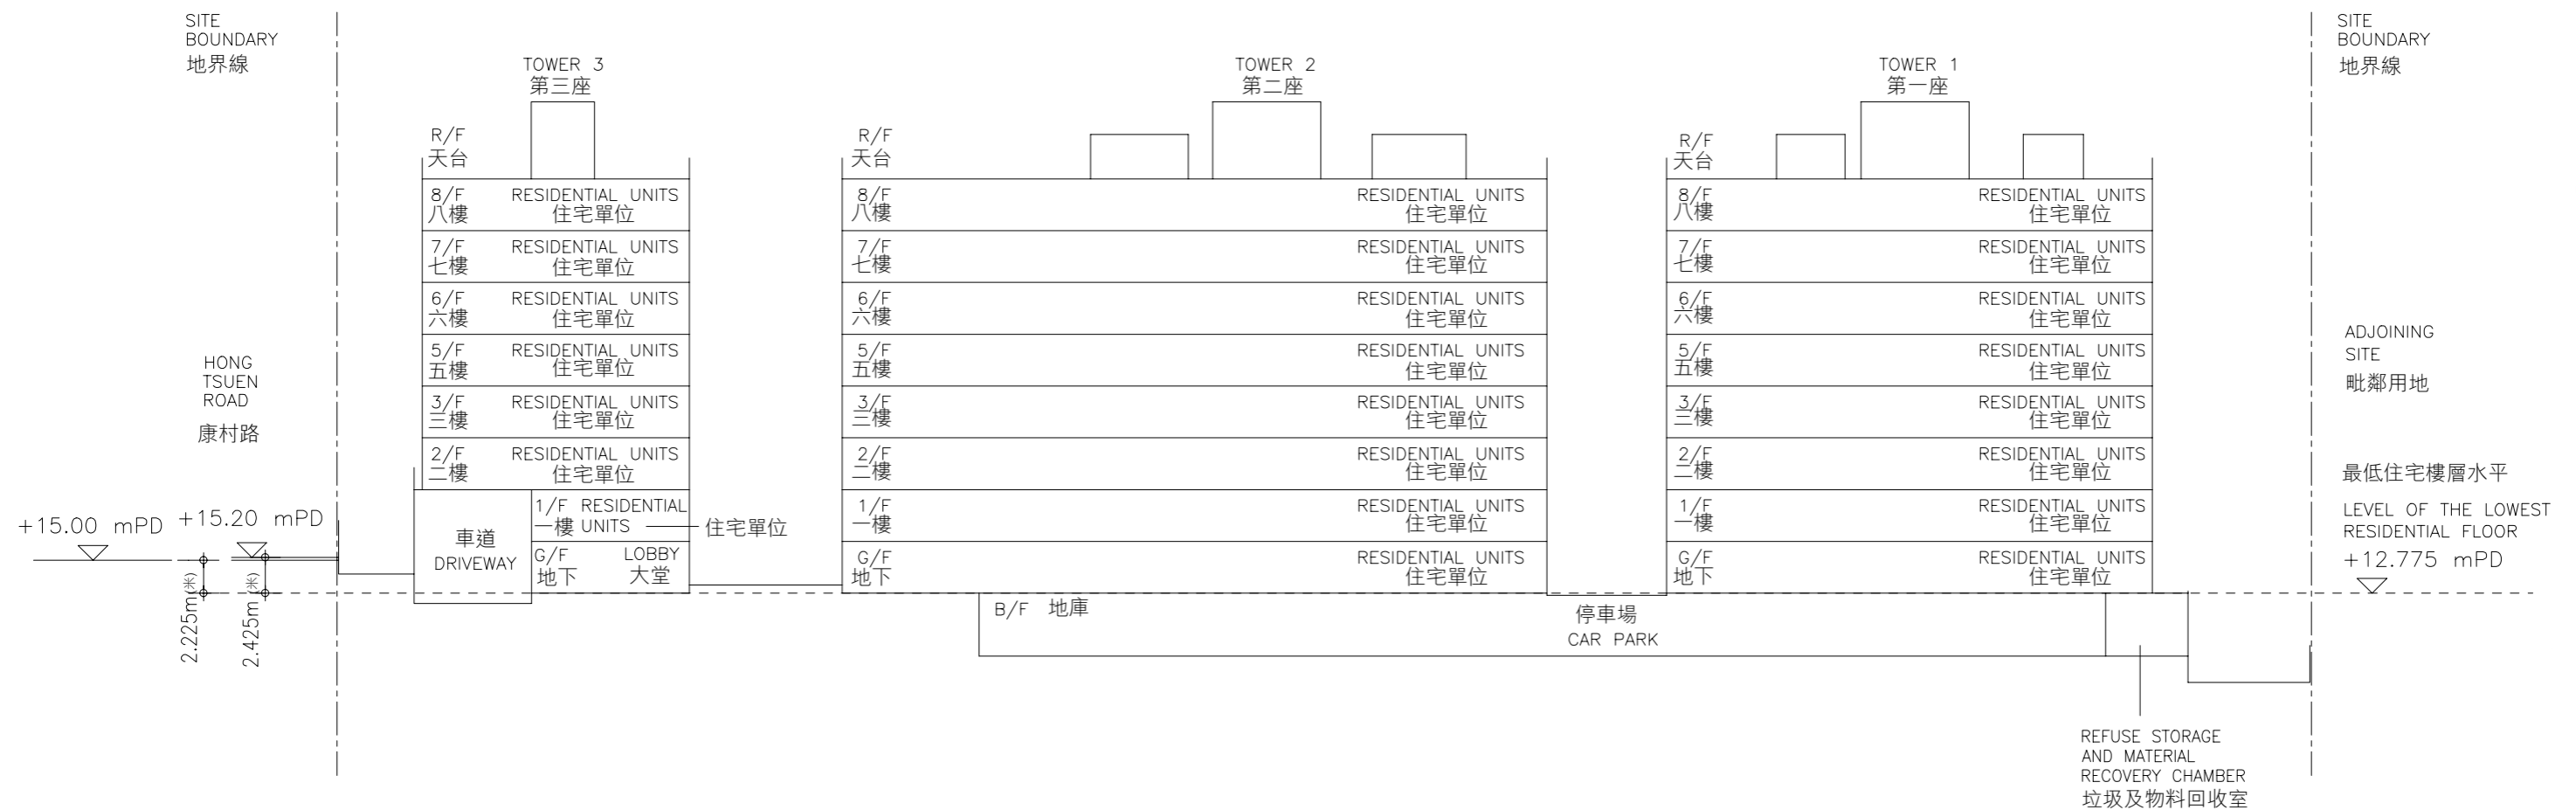 SITE
BOUNDARY
地界線
TOWER 3
第三座
TOWER 2
第二座
TOWER 1
第一座
SITE
BOUNDARY
地界線
R/F
天台
8/F RESIDENTIAL UNITS
八樓 住宅單位
7/F RESIDENTIAL UNITS
七樓 住宅單位
6/F RESIDENTIAL UNITS
六樓 住宅單位
5/F RESIDENTIAL UNITS
五樓 住宅單位
3/F RESIDENTIAL UNITS
三樓 住宅單位
2/F RESIDENTIAL UNITS
二樓 住宅單位
1/F RESIDENTIAL
一樓 UNITS 住宅單位
車道
DRIVEWAY
G/F LOBBY
地下 大堂
R/F
天台
8/F RESIDENTIAL UNITS
八樓 住宅單位
7/F RESIDENTIAL UNITS
七樓 住宅單位
6/F RESIDENTIAL UNITS
六樓 住宅單位
5/F RESIDENTIAL UNITS
五樓 住宅單位
3/F RESIDENTIAL UNITS
三樓 住宅單位
2/F RESIDENTIAL UNITS
二樓 住宅單位
1/F RESIDENTIAL UNITS
一樓 住宅單位
G/F RESIDENTIAL UNITS
地下 住宅單位
R/F
天台
8/F RESIDENTIAL UNITS
八樓 住宅單位
7/F RESIDENTIAL UNITS
七樓 住宅單位
6/F RESIDENTIAL UNITS
六樓 住宅單位
5/F RESIDENTIAL UNITS
五樓 住宅單位
3/F RESIDENTIAL UNITS
三樓 住宅單位
2/F RESIDENTIAL UNITS
二樓 住宅單位
1/F RESIDENTIAL UNITS
一樓 住宅單位
G/F RESIDENTIAL UNITS
地下 住宅單位
HONG
TSUEN
ROAD
康村路
+15.00 mPD +15.20 mPD
2.225m(米)
2.425m(米)
B/F 地庫
停車場
CAR PARK
ADJOINING
SITE
毗鄰用地
最低住宅樓層水平
LEVEL OF THE LOWEST
RESIDENTIAL FLOOR
+12.775 mPD
REFUSE STORAGE
AND MATERIAL
RECOVERY CHAMBER
垃圾及物料回收室